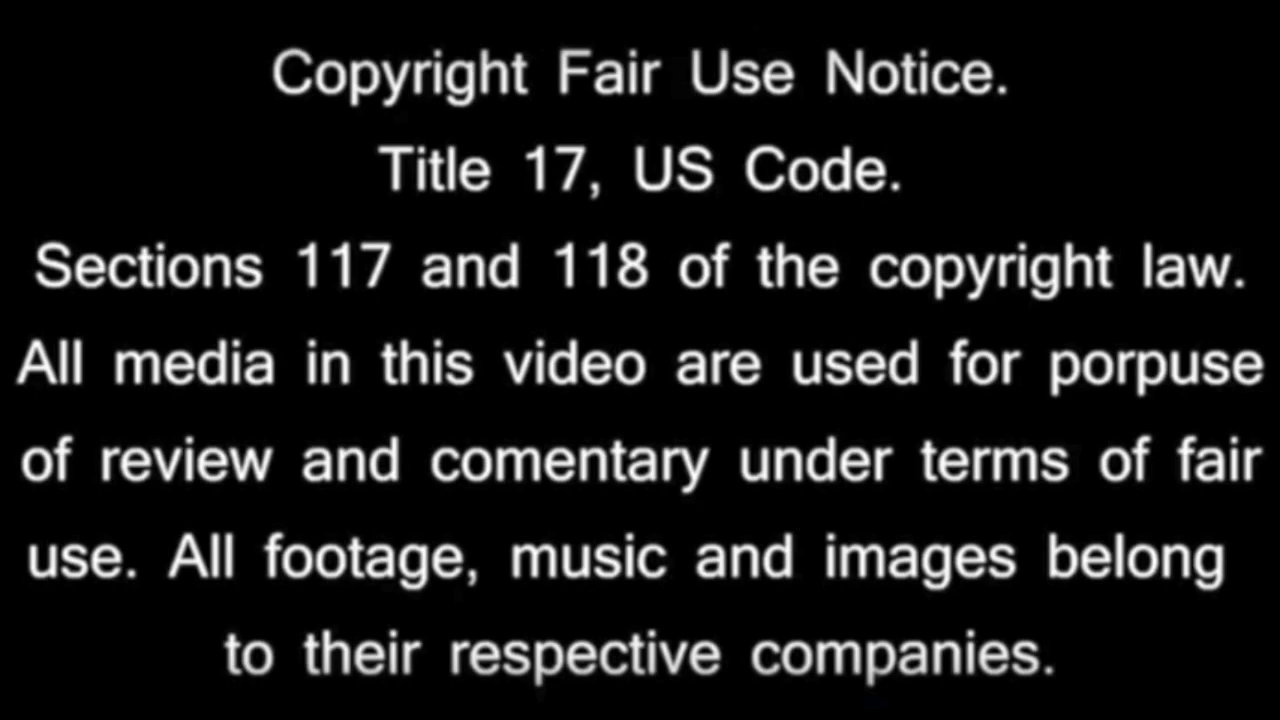 Copyright Fair Use Notice.
Title 17, US Code.
Sections 117 and 118 of the copyright law.
All media in this video are used for porpuse
of review and comentary under terms of fair
use. All footage, music and images belong
to their respective companies.